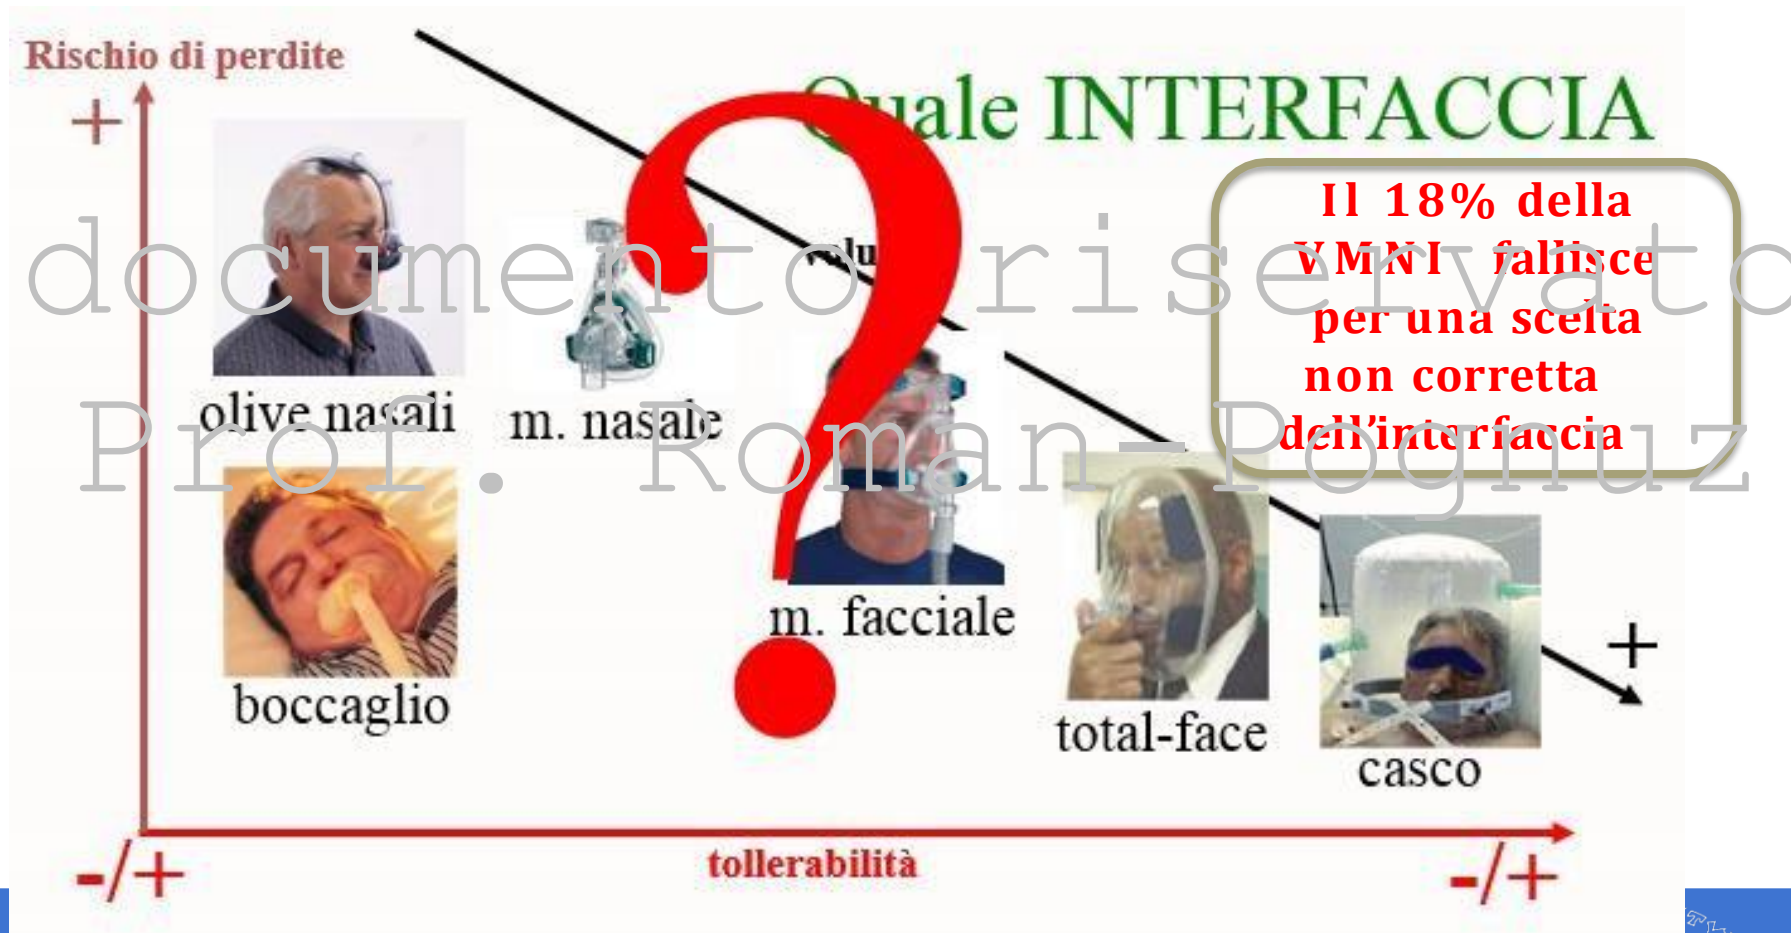 Rischio di perdite
+
Quale INTERFACCIA
Il 18% della
VMNI fallisce
per una scelta
non corretta
dell'interfaccia
documento riservato
Prof. Roman-Pognuz
olive nasali
m. nasale
boccaglio
m. facciale
total-face
casco
+
-/+
tollerabilità
-/+